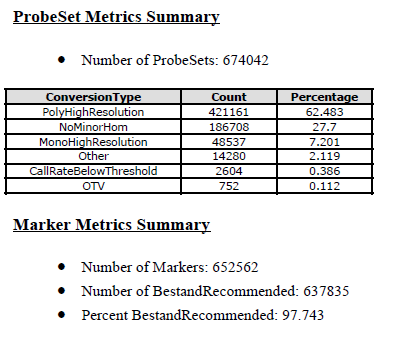 ProbeSet Metrics Summary
● Number of ProbeSets: 674042
ConversionType Count Percentage
PolyHighResolution 421161 62.483
NoMinorHom 186708 27.7
MonoHighResolution 48537 7.201
Other 14280 2.119
CallRateBelowThreshold 2604 0.386
OTV 752 0.112
Marker Metrics Summary
● Number of Markers: 652562
● Number of BestandRecommended: 637835
● Percent BestandRecommended: 97.743